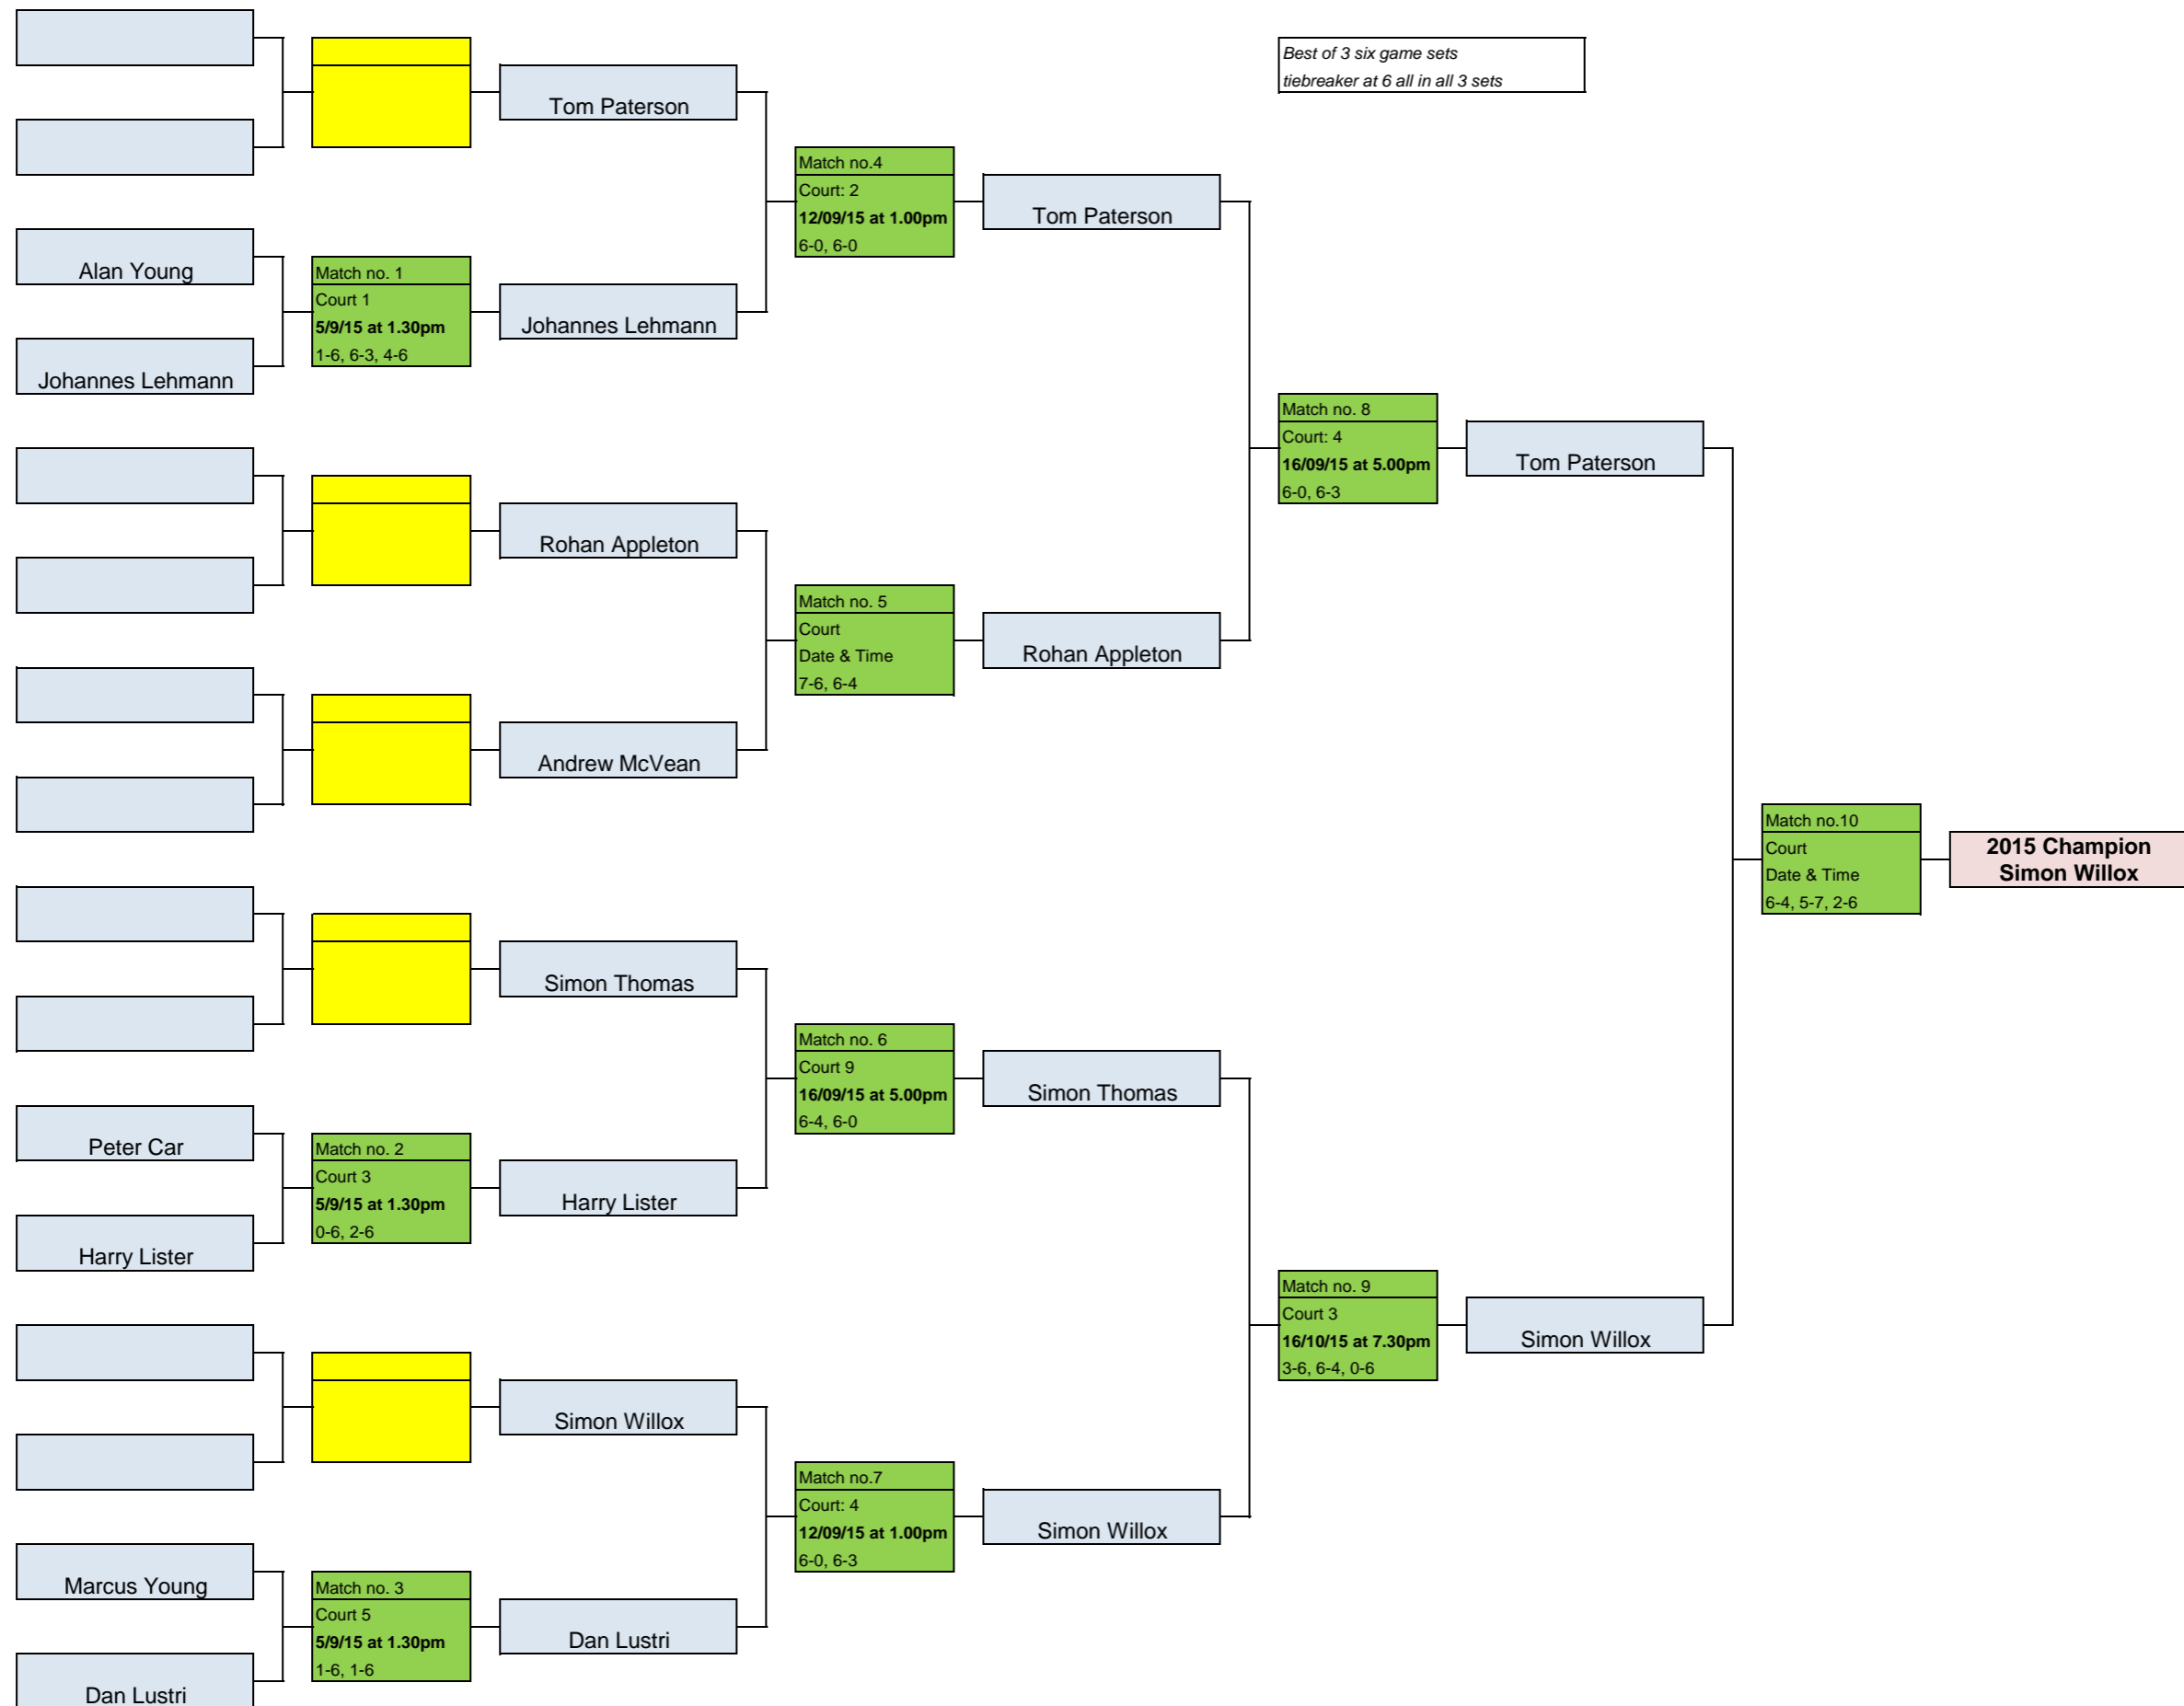 Best of 3 six game sets
tiebreaker at 6 all in all 3 sets
Tom Paterson
Match no.4
Court: 2
12/09/15 at 1.00pm
6-0, 6-0
Tom Paterson
Alan Young
Match no. 1
Court 1
5/9/15 at 1.30pm
1-6, 6-3, 4-6
Johannes Lehmann
Johannes Lehmann
Match no. 8
Court: 4
16/09/15 at 5.00pm
6-0, 6-3
Tom Paterson
Rohan Appleton
Match no. 5
Court
Date & Time
7-6, 6-4
Rohan Appleton
Andrew McVean
Match no.10
Court
Date & Time
6-4, 5-7, 2-6
2015 Champion
Simon Willox
Simon Thomas
Match no. 6
Court 9
16/09/15 at 5.00pm
6-4, 6-0
Simon Thomas
Peter Car
Match no. 2
Court 3
5/9/15 at 1.30pm
0-6, 2-6
Harry Lister
Harry Lister
Match no. 9
Court 3
16/10/15 at 7.30pm
3-6, 6-4, 0-6
Simon Willox
Simon Willox
Match no.7
Court: 4
12/09/15 at 1.00pm
6-0, 6-3
Simon Willox
Marcus Young
Match no. 3
Court 5
5/9/15 at 1.30pm
1-6, 1-6
Dan Lustri
Dan Lustri